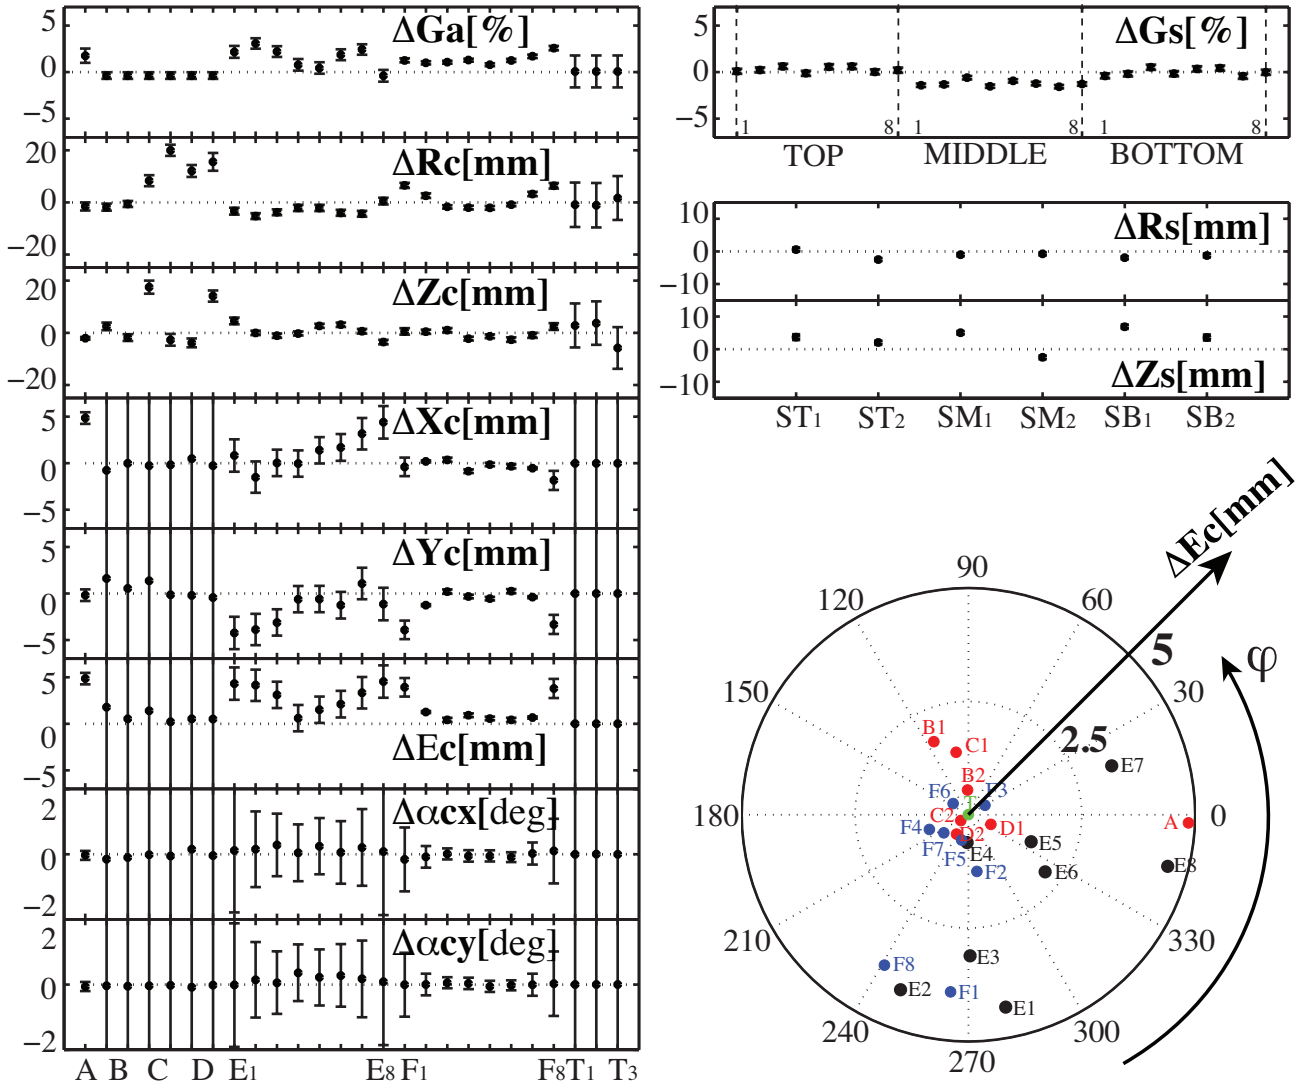 ΔGa[%]
5
0
−5
ΔRc[mm]
20
0
−20
ΔZc[mm]
20
0
−20
ΔXc[mm]
5
0
−5
ΔYc[mm]
5
0
−5
ΔEc[mm]
5
0
−5
Δαcx[deg]
2
0
−2
Δαcy[deg]
2
0
−2
A B C D E1 E8 F1 F8 T1 T3
ΔGs[%]
5
0
−5
1 8 1 8 1 8
TOP MIDDLE BOTTOM
ΔRs[mm]
10
0
−10
ΔZs[mm]
10
0
−10
ST1 ST2 SM1 SM2 SB1 SB2
ΔEc[mm]
φ
5
2.5
90
60
30
0
330
300
270
240
210
180
150
120
B1
C1
B2
F6
F3
T
E7
A
C2
D1
F4
D2
F7
F5
E4
E5
E6
E8
F2
E3
F8
E2
F1
E1